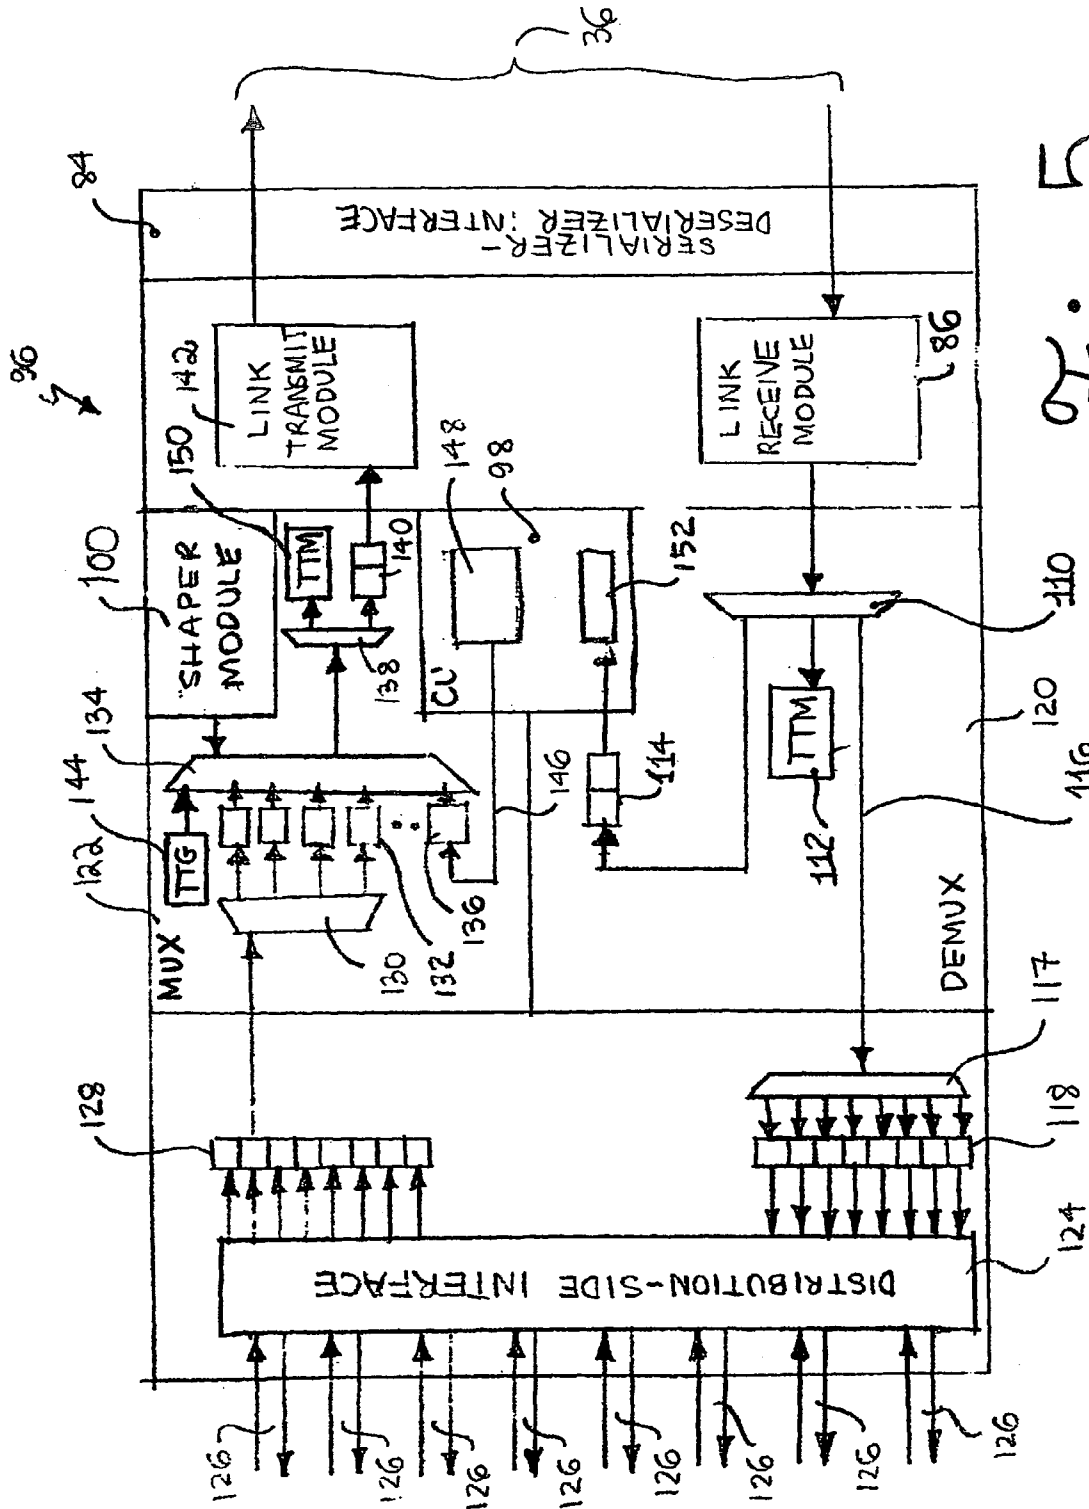 96
84
36
SERIALIZER-
DESERIALIZER INTERFACE
142
LINK
TRANSMIT
MODULE
LINK
RECEIVE
MODULE
86
100
SHAPER
MODULE
150
TTM
140
138
148
98
CU
152
110
134
144
TTG
122
MUX
130
132
136
146
114
TTM
112
120
116
DEMUX
128
117
118
DISTRIBUTION-SIDE INTERFACE
124
126
126
126
126
126
126
126
126
Fig. 5